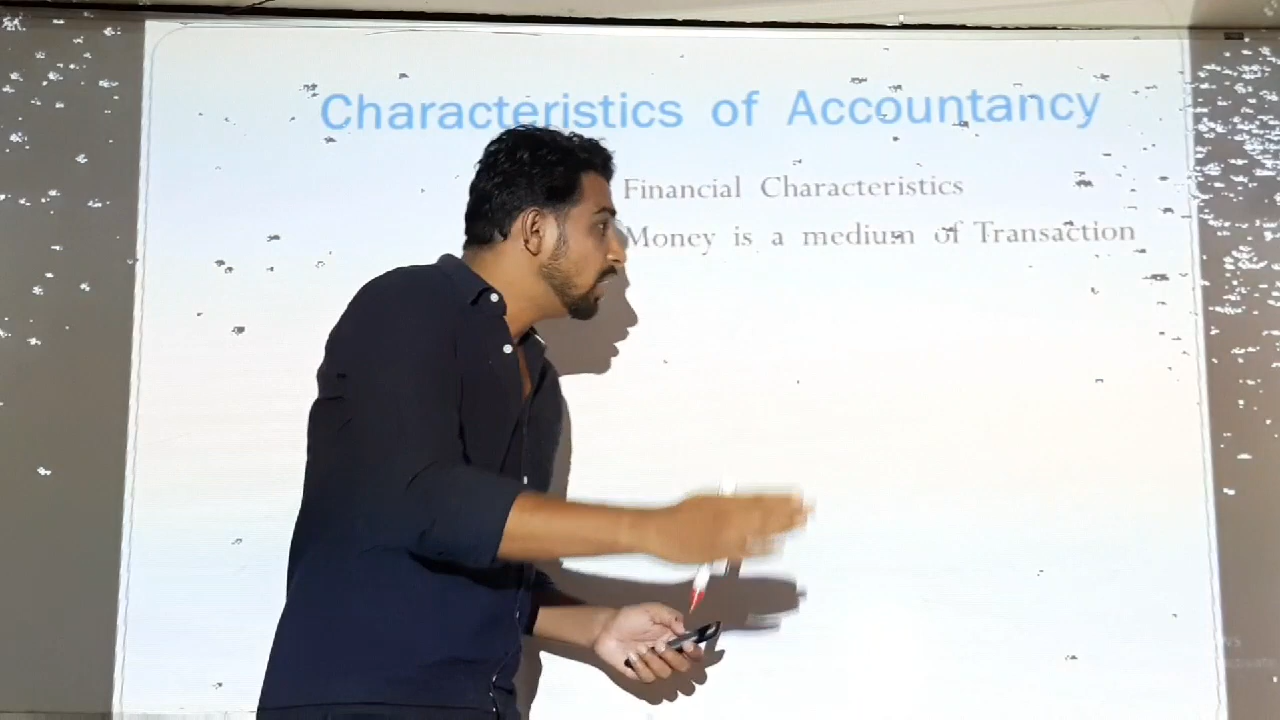 Characteristics of Accountancy
Financial Characteristics
Money is a medium of Transaction